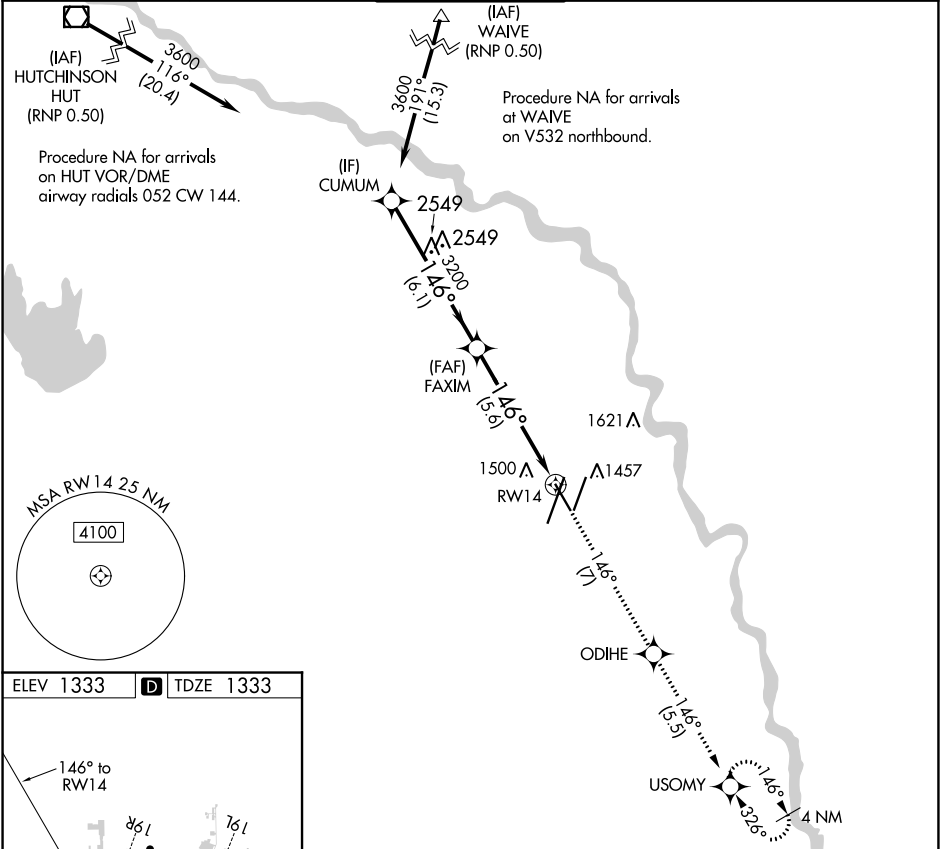 (IAF)
HUTCHINSON
HUT
(RNP 0.50)
3600
116°
(20.4)
(IAF)
WAIVE
(RNP 0.50)
3600
191°
(15.3)
Procedure NA for arrivals
at WAIVE
on V532 northbound.
Procedure NA for arrivals
on HUT VOR/DME
airway radials 052 CW 144.
(IF)
CUMUM
2549
2549
3200
146°
(6.1)
(FAF)
FAXIM
146°
(5.6)
1621
1500
1457
RW14
MSA RW14 25 NM
4100
146°
(7)
ODIHE
146°
(5.5)
USOMY
146°
326°
4 NM
ELEV 1333
D
TDZE 1333
146° to
RW14
19R
19L